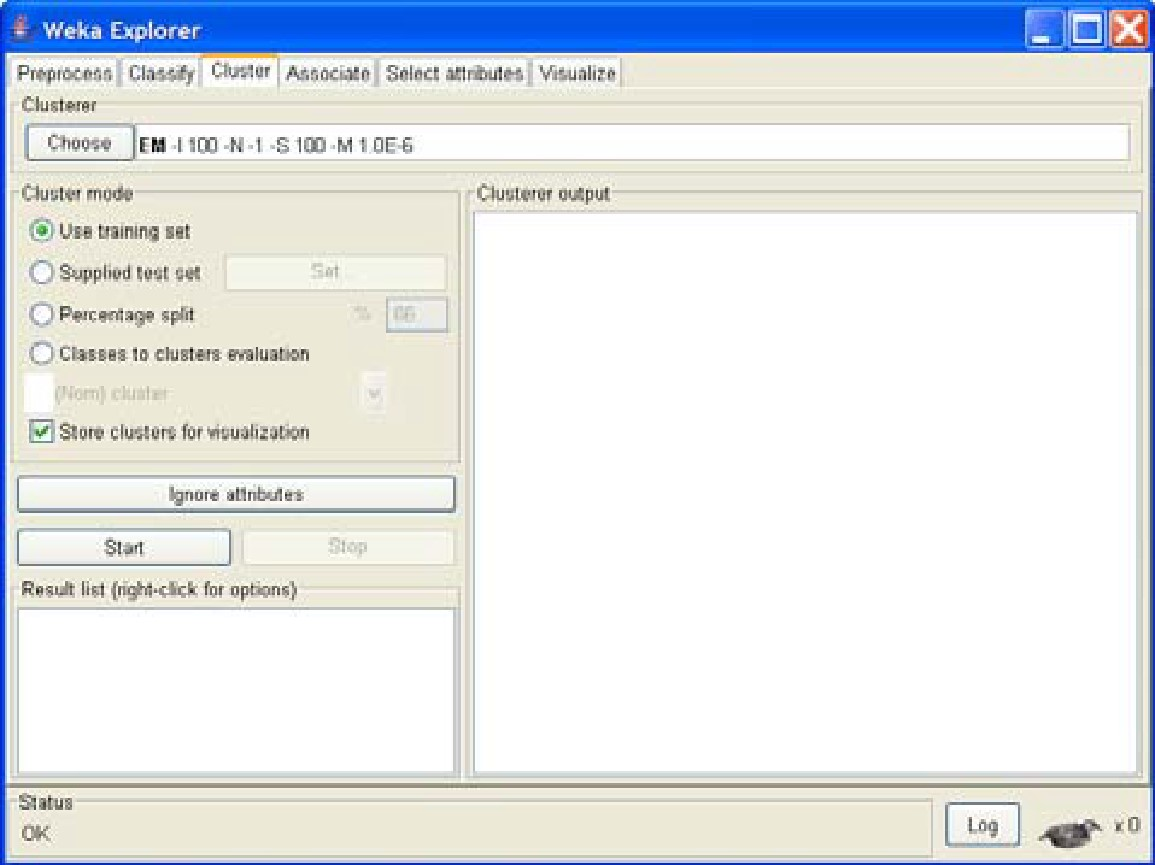 Weka Explorer
Preprocess Classify Cluster Associate Select attributes Visualize
Clusterer
Choose EM -I 100 -N -1 -S 100 -M 1.0E-6
Cluster mode
Use training set
Supplied test set Set...
Percentage split % 66
Classes to clusters evaluation
(Nom) cluster
Store clusters for visualization
Ignore attributes
Start Stop
Result list (right-click for options)
Clusterer output
Status
OK
Log x 0